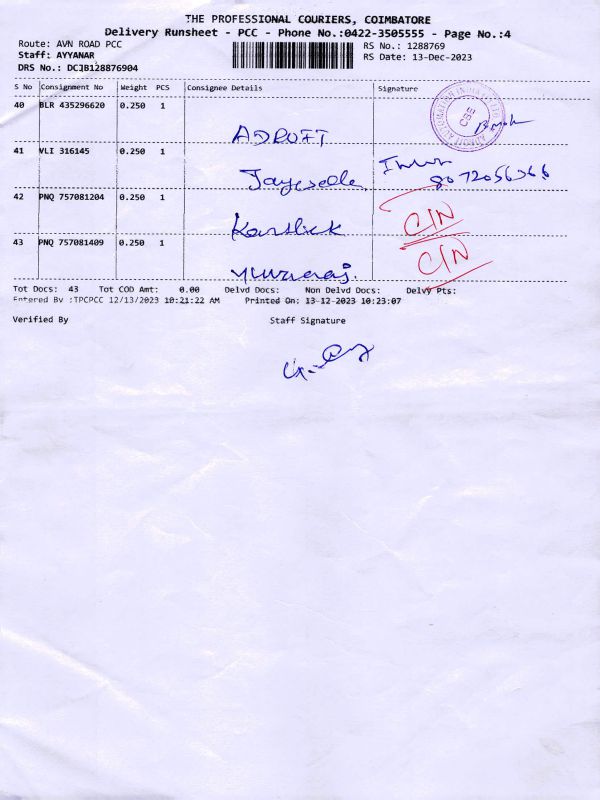 THE PROFESSIONAL COURIERS, COIMBATORE
Delivery Runsheet - PCC - Phone No.:0422-3505555 - Page No.:4
Route: AVN ROAD PCC
RS No.: 1288769
Staff: AYYANAR
RS Date: 13-Dec-2023
DRS No.: DCJB128876904
S No Consignment No Weight PCS Consignee Details Signature
40 BLR 435296620 0.250 1
ADROIT
41 VLI 316145 0.250 1
8072056366
42 PNQ 757081204 0.250 1
Karthick C/N
43 PNQ 757081409 0.250 1
Yuvaraj. C/N
Tot Docs: 43 Tot COD Amt: 0.00 Delvd Docs: Non Delvd Docs: Delvy Pts:
Entered By :TPCPCC 12/13/2023 10:21:22 AM Printed On: 13-12-2023 10:23:07
Verified By Staff Signature